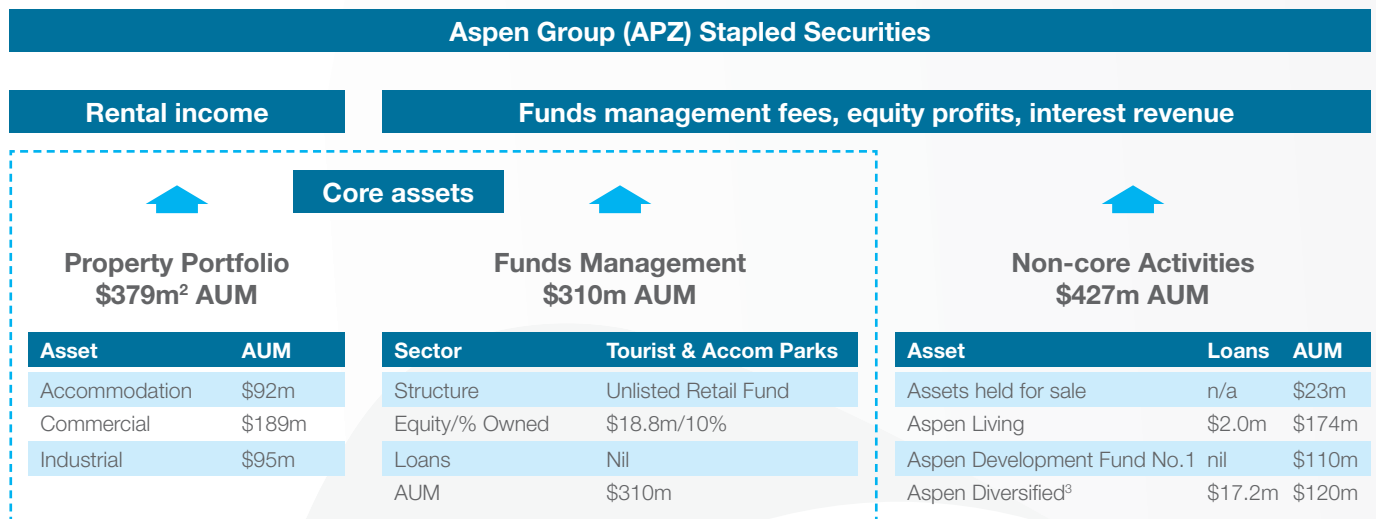 Aspen Group (APZ) Stapled Securities
Rental income
Funds management fees, equity profits, interest revenue
Core assets
Property Portfolio
$379m² AUM
Asset AUM
Accommodation $92m
Commercial $189m
Industrial $95m
Funds Management
$310m AUM
Sector Tourist & Accom Parks
Structure Unlisted Retail Fund
Equity/% Owned $18.8m/10%
Loans Nil
AUM $310m
Non-core Activities
$427m AUM
Asset Loans AUM
Assets held for sale n/a $23m
Aspen Living $2.0m $174m
Aspen Development Fund No.1 nil $110m
Aspen Diversified³ $17.2m $120m